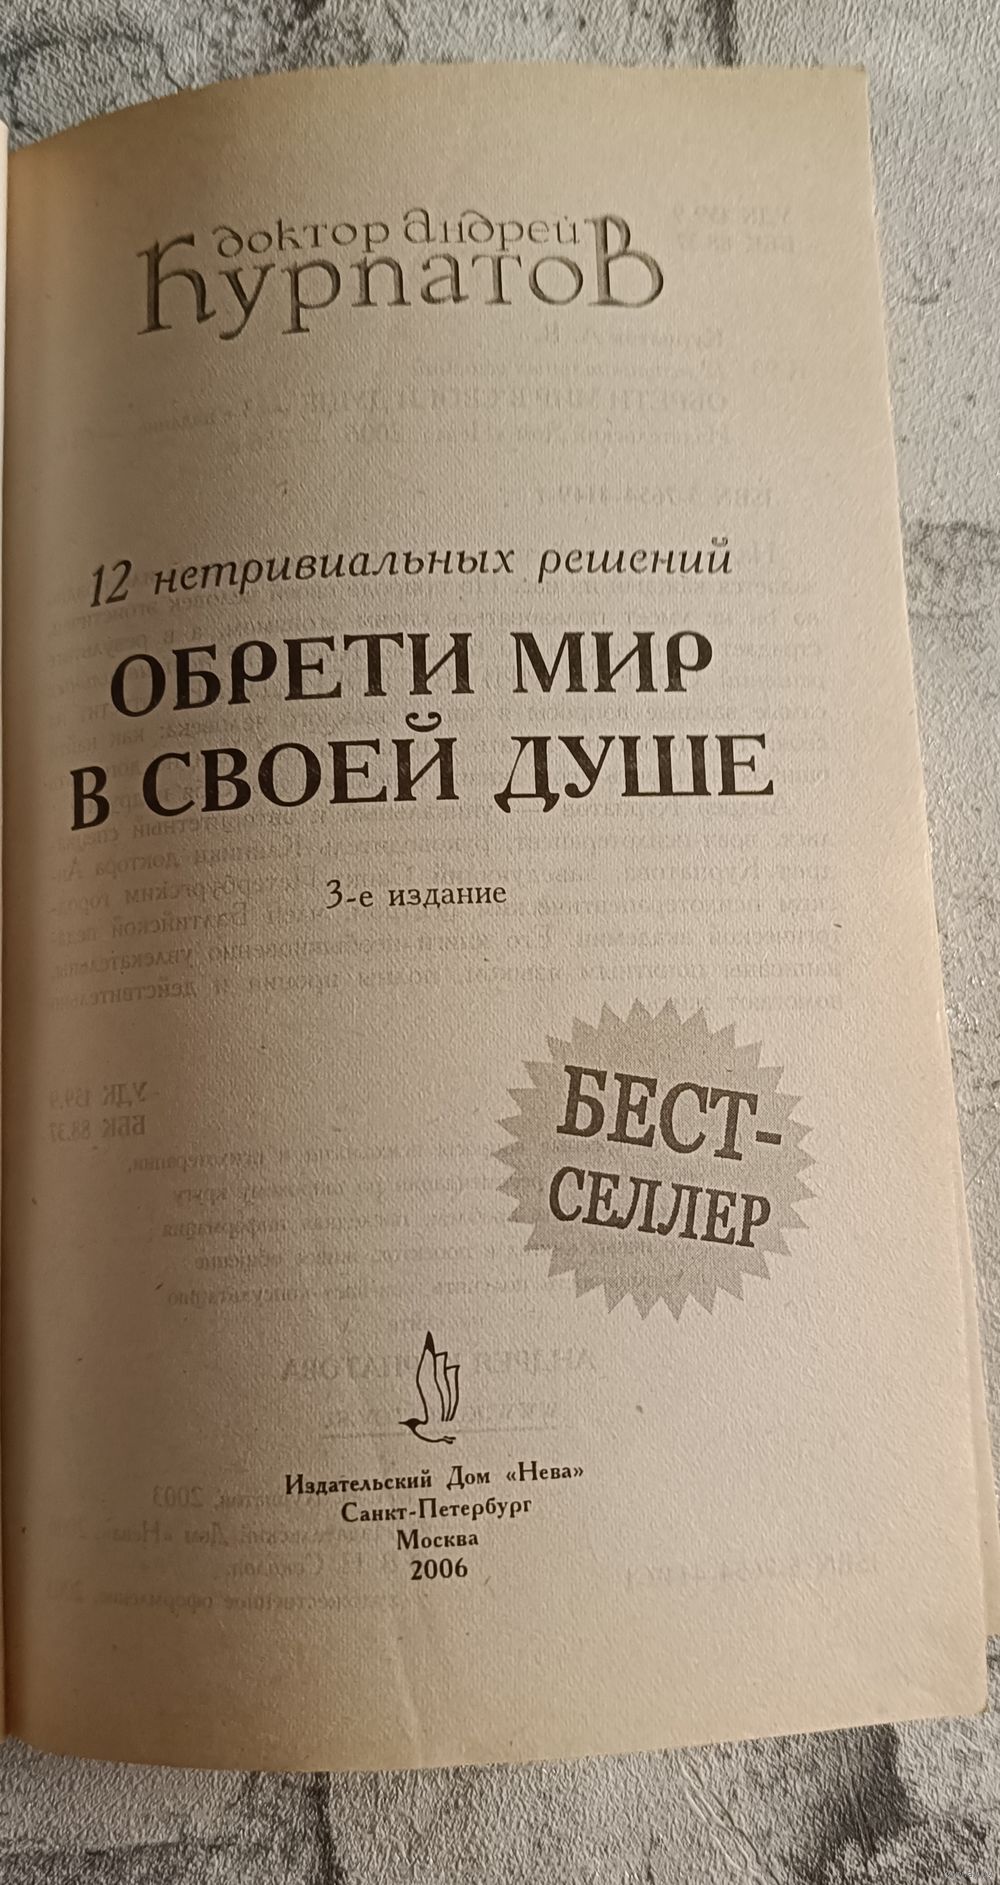 доктор Андрей
Курпатов
12 нетривиальных решений
ОБРЕТИ МИР
В СВОЕЙ ДУШЕ
3-е издание
БЕСТ-
СЕЛЛЕР
Издательский Дом «Нева»
Санкт-Петербург
Москва
2006